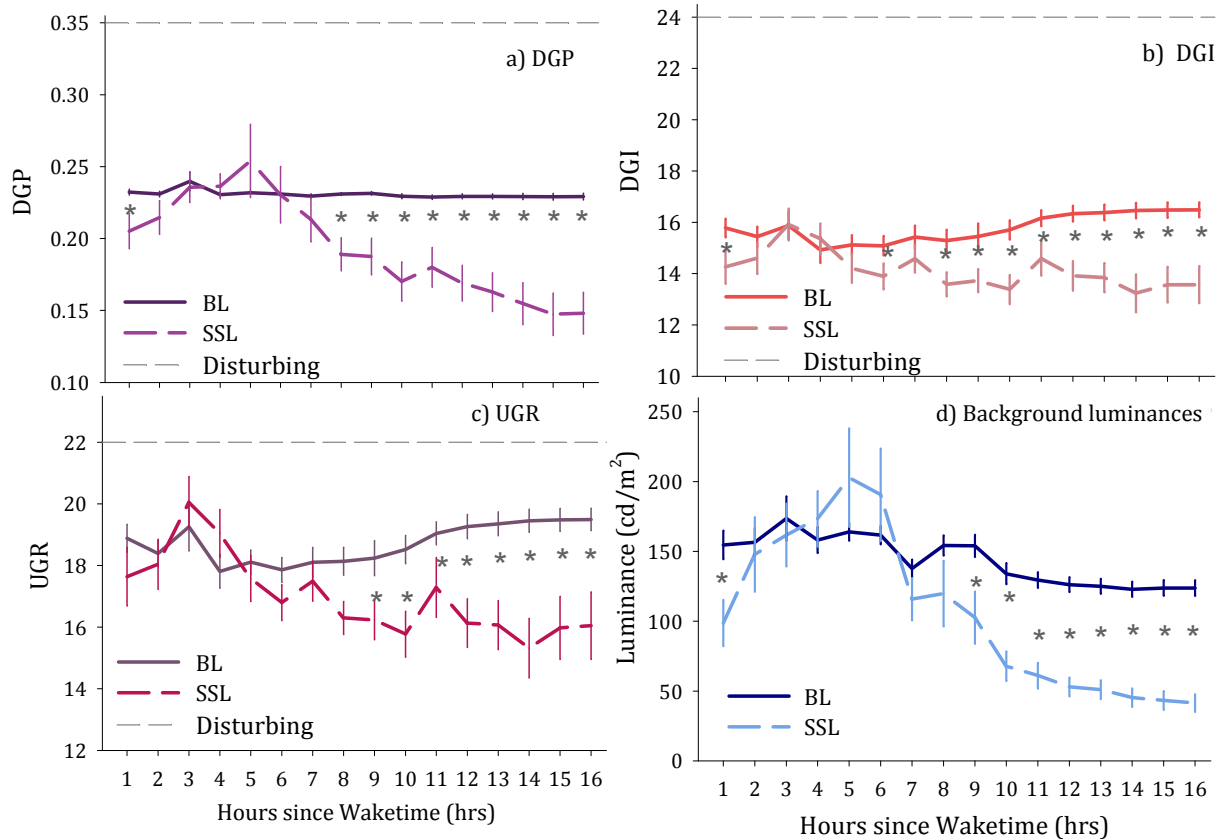 a) DGP
0.35
0.30
0.25
0.20
0.15
0.10
DGP
* * * * * * * * * *
BL
SSL
Disturbing
b) DGI
24
22
20
18
16
14
12
10
DGI
* * * * * * * * * * *
BL
SSL
Disturbing
c) UGR
22
20
18
16
14
12
UGR
* * * * * * * *
BL
SSL
Disturbing
1 2 3 4 5 6 7 8 9 10 11 12 13 14 15 16
Hours since Waketime (hrs)
d) Background luminances
250
200
150
100
50
0
Luminance (cd/m²)
* * * * * * * * *
BL
SSL
1 2 3 4 5 6 7 8 9 10 11 12 13 14 15 16
Hours since Waketime (hrs)